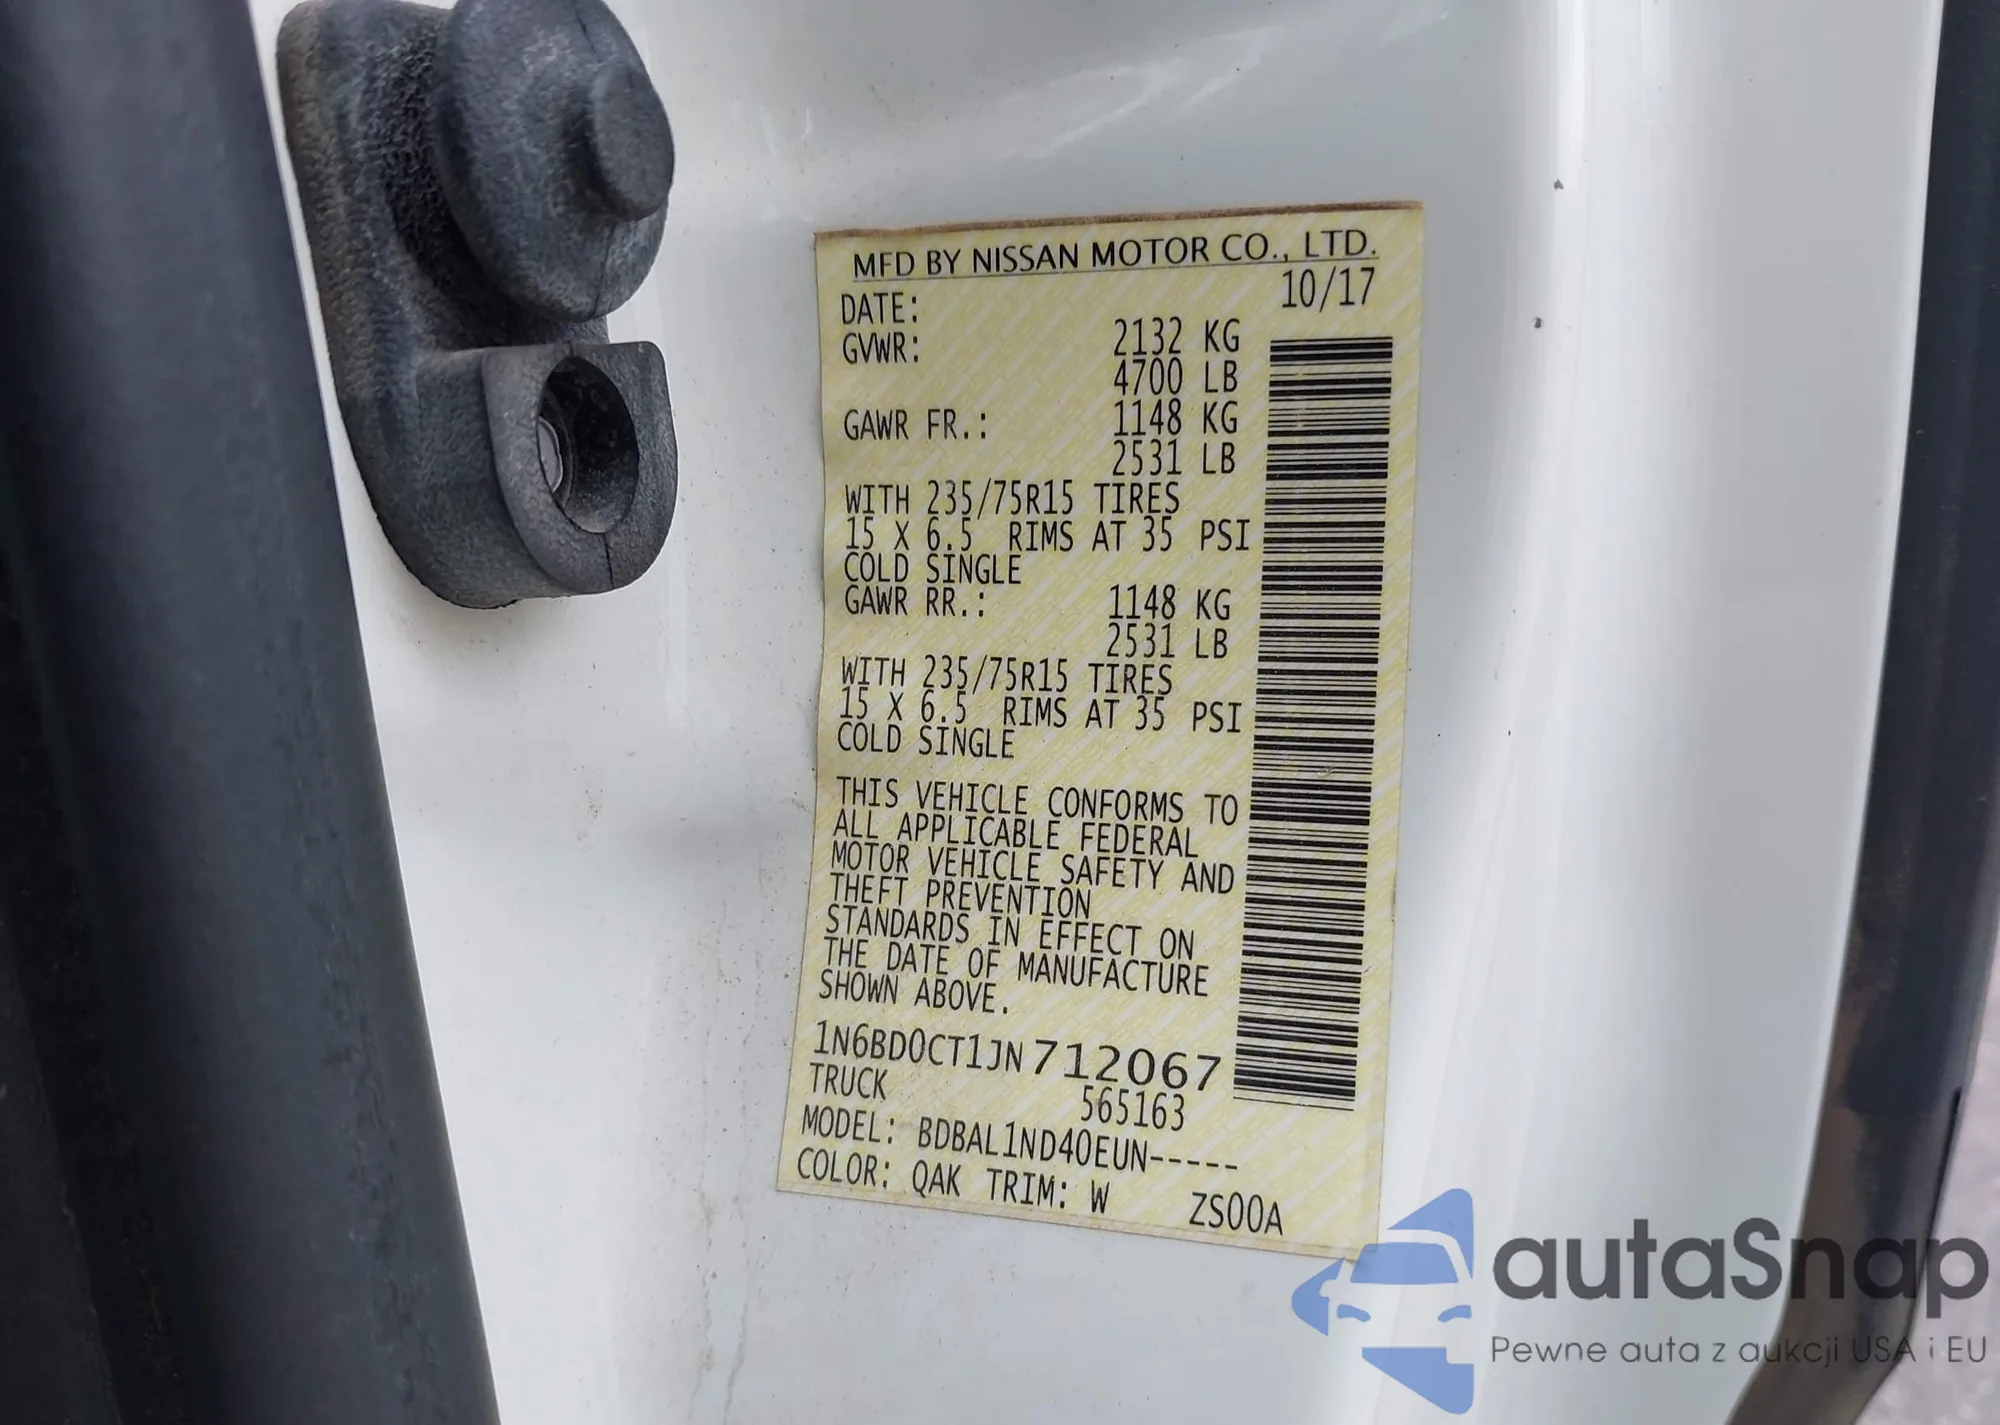 MFD BY NISSAN MOTOR CO., LTD.
DATE: 10/17
GVWR: 2132 KG
4700 LB
GAWR FR.: 1148 KG
2531 LB
WITH 235/75R15 TIRES
15 X 6.5 RIMS AT 35 PSI
COLD SINGLE
GAWR RR.: 1148 KG
2531 LB
WITH 235/75R15 TIRES
15 X 6.5 RIMS AT 35 PSI
COLD SINGLE
THIS VEHICLE CONFORMS TO
ALL APPLICABLE FEDERAL
MOTOR VEHICLE SAFETY AND
THEFT PREVENTION
STANDARDS IN EFFECT ON
THE DATE OF MANUFACTURE
SHOWN ABOVE.
1N6BD0CT1JN712067
TRUCK 565163
MODEL: BDBAL1ND40EUN-----
COLOR: QAK TRIM: W ZS00A
autaSnap
Pewne auta z aukcji USA i EU